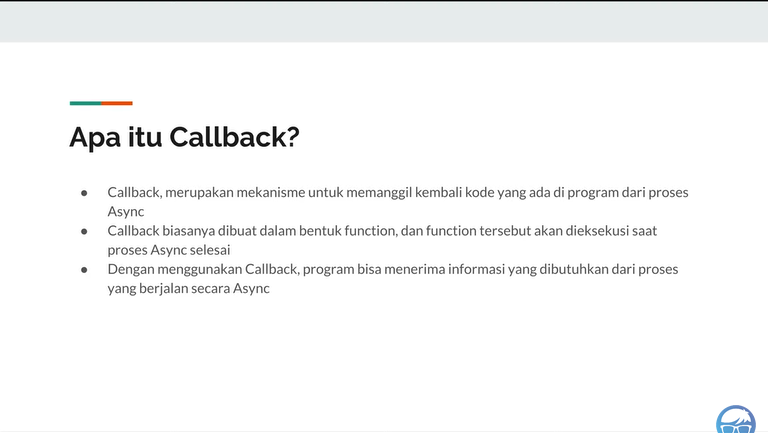 Apa itu Callback?
● Callback, merupakan mekanisme untuk memanggil kembali kode yang ada di program dari proses
Async
● Callback biasanya dibuat dalam bentuk function, dan function tersebut akan dieksekusi saat
proses Async selesai
● Dengan menggunakan Callback, program bisa menerima informasi yang dibutuhkan dari proses
yang berjalan secara Async